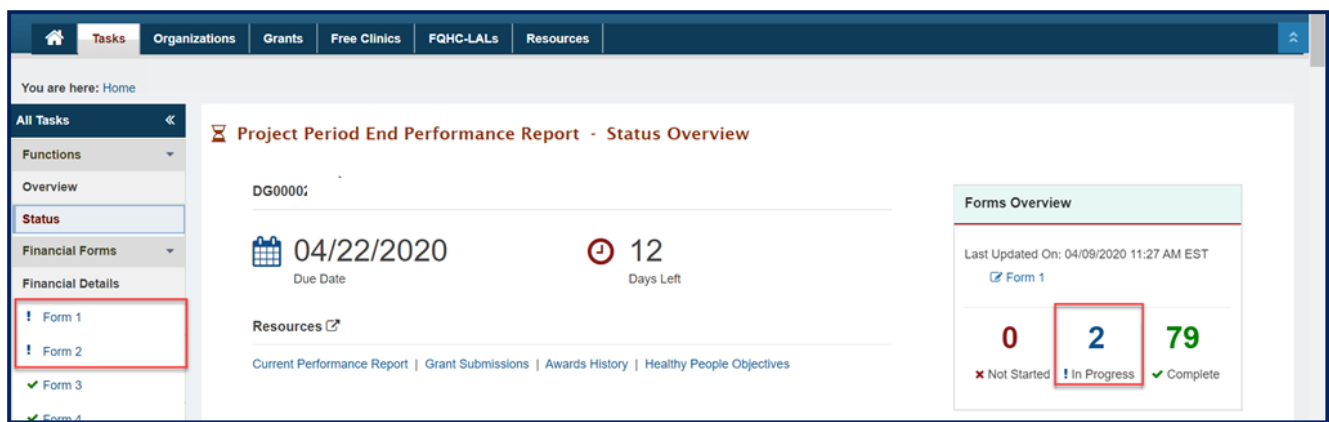 Tasks Organizations Grants Free Clinics FQHC-LALs Resources
You are here: Home
All Tasks
Functions
Overview
Status
Financial Forms
Financial Details
! Form 1
! Form 2
✔ Form 3
✔ Form 4
Project Period End Performance Report - Status Overview
DG00002
04/22/2020
Due Date
12
Days Left
Resources
Current Performance Report | Grant Submissions | Awards History | Healthy People Objectives
Forms Overview
Last Updated On: 04/09/2020 11:27 AM EST
Form 1
0 2 79
✖ Not Started ! In Progress ✔ Complete